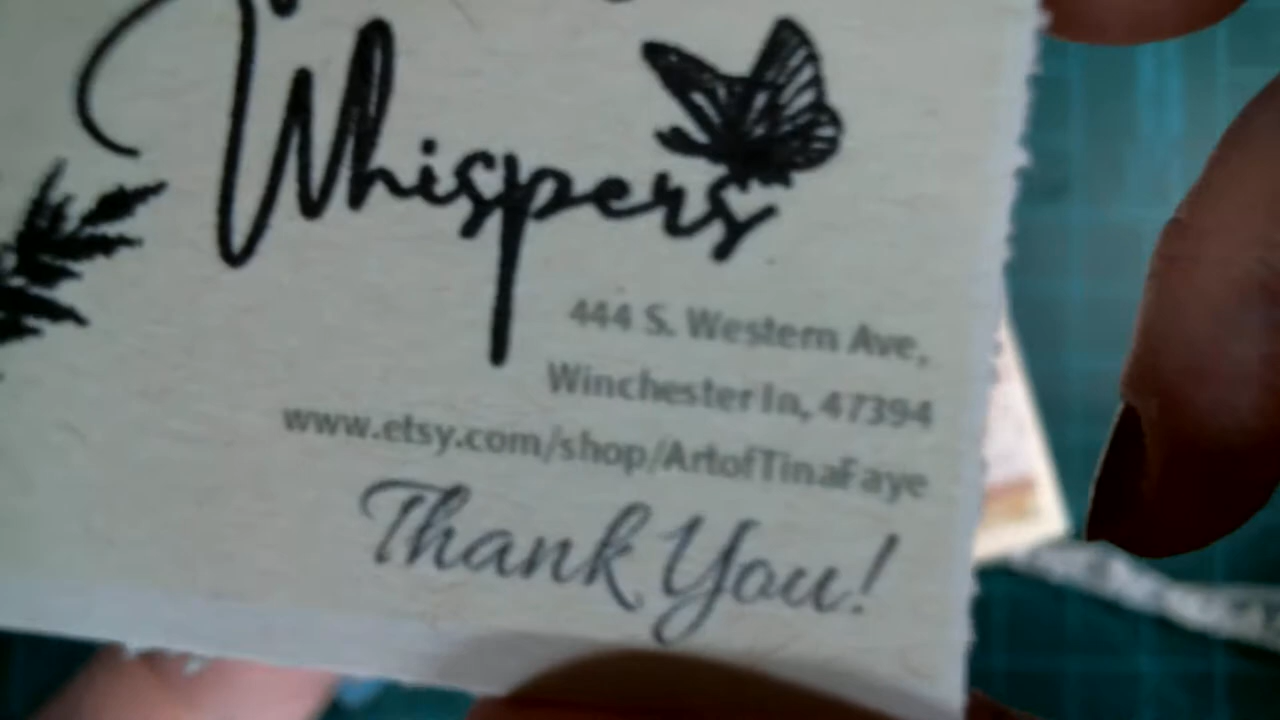 Whispers
444 S. Western Ave,
Winchester In, 47394
www.etsy.com/shop/ArtofTinaFaye
Thank You!